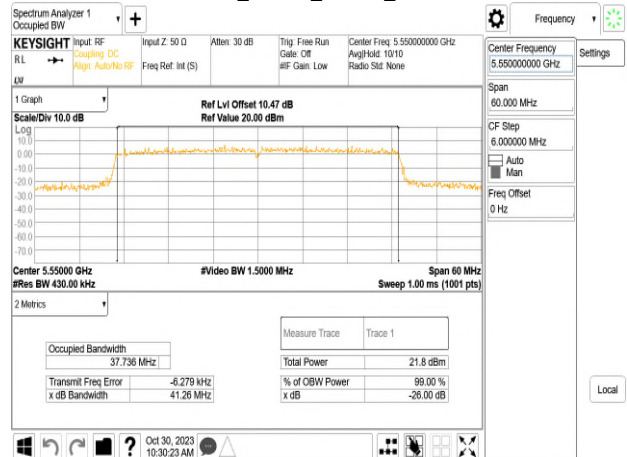 Spectrum Analyzer 1
Occupied BW
KEYSIGHT
Input: RF
Coupling: DC
Align: Auto/No RF
Input Z: 50 Ω
Freq Ref: Int (S)
Atten: 30 dB
Trig: Free Run
Gate: Off
#IF Gain: Low
Center Freq: 5.550000000 GHz
Avg|Hold: 10/10
Radio Std: None
RL
LXI
1 Graph
Scale/Div 10.0 dB
Ref Lvl Offset 10.47 dB
Ref Value 20.00 dBm
Log
10.0
0.00
-10.0
-20.0
-30.0
-40.0
-50.0
-60.0
-70.0
Center 5.55000 GHz
#Video BW 1.5000 MHz
Span 60 MHz
#Res BW 430.00 kHz
Sweep 1.00 ms (1001 pts)
2 Metrics
Measure Trace
Trace 1
Occupied Bandwidth
37.736 MHz
Total Power
21.8 dBm
Transmit Freq Error
-6.279 kHz
% of OBW Power
99.00 %
x dB Bandwidth
41.26 MHz
x dB
-26.00 dB
Oct 30, 2023
10:30:23 AM
Frequency
Center Frequency
5.550000000 GHz
Settings
Span
60.000 MHz
CF Step
6.000000 MHz
Auto
Man
Freq Offset
0 Hz
Local